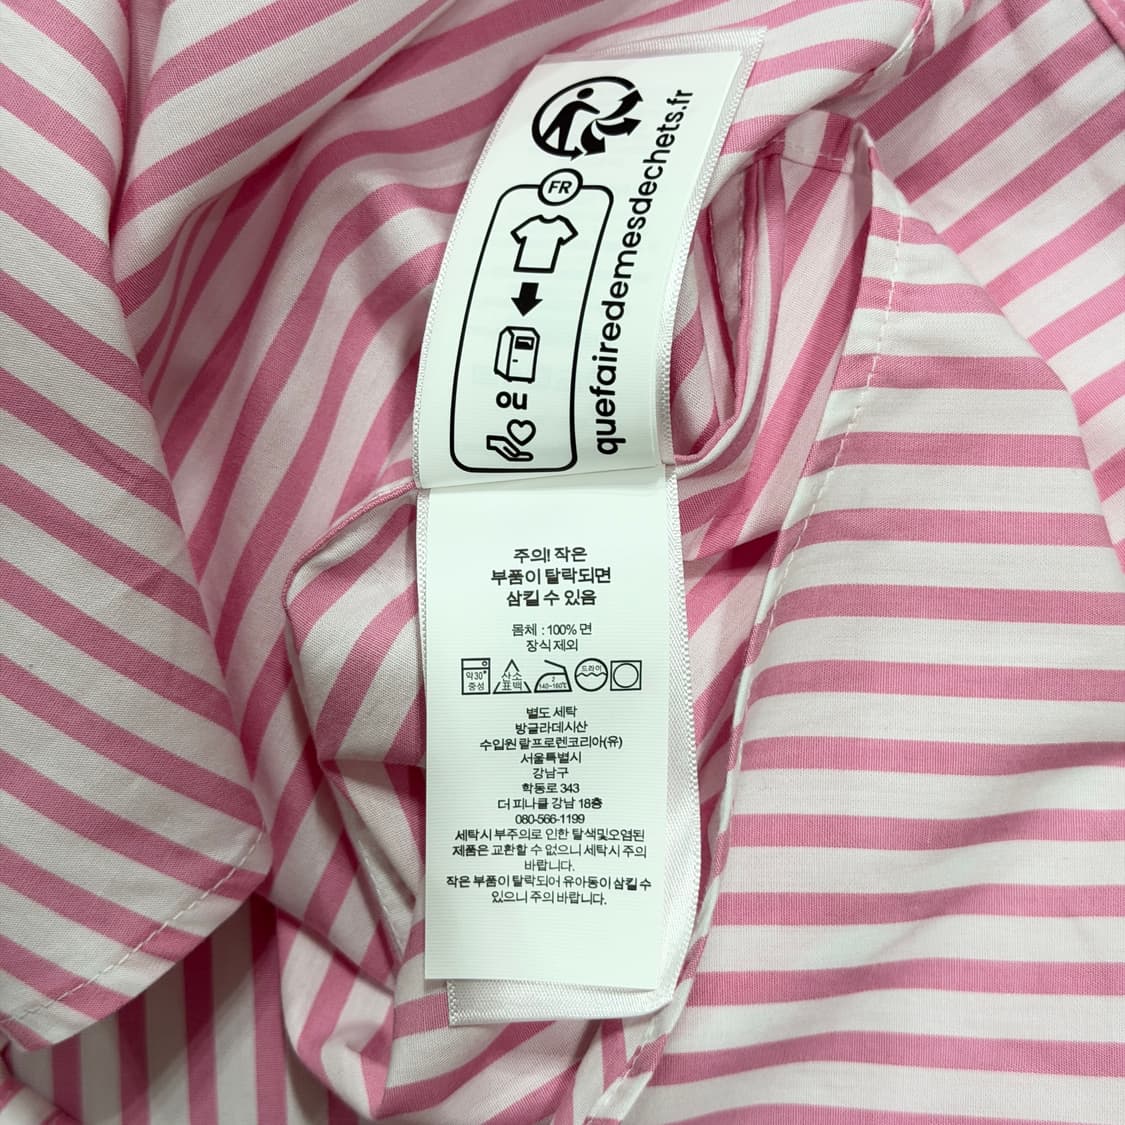 FR
OU
quefairedemesdechets.fr
주의! 작은
부품이 탈락되면
삼킬 수 있음
몸체 : 100% 면
장식 제외
약30°
중성
산소
표백
2
140~160℃
드라이
별도 세탁
방글라데시산
수입원 랄프로렌코리아(유)
서울특별시
강남구
학동로 343
더 피나클 강남 18층
080-566-1199
세탁시 부주의로 인한 탈색및오염된
제품은 교환할 수 없으니 세탁시 주의
바랍니다.
작은 부품이 탈락되어 유아동이 삼킬 수
있으니 주의 바랍니다.